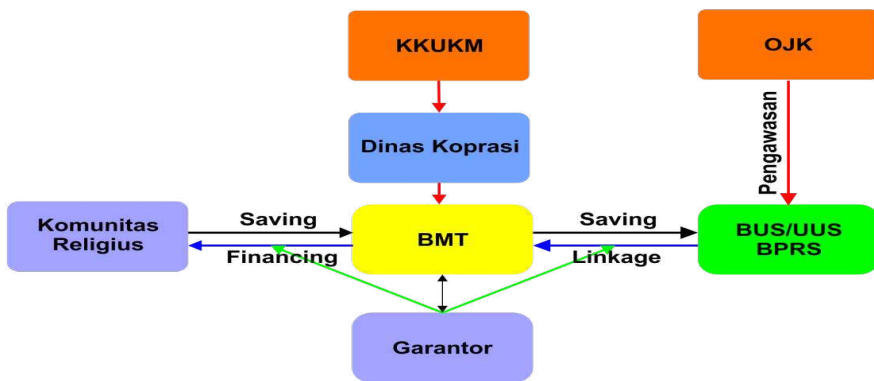 KKUKM
OJK
Dinas Koprasi
Pengawasan
Komunitas
Religius
Saving
Financing
BMT
Saving
Linkage
BUS/UUS
BPRS
Garantor